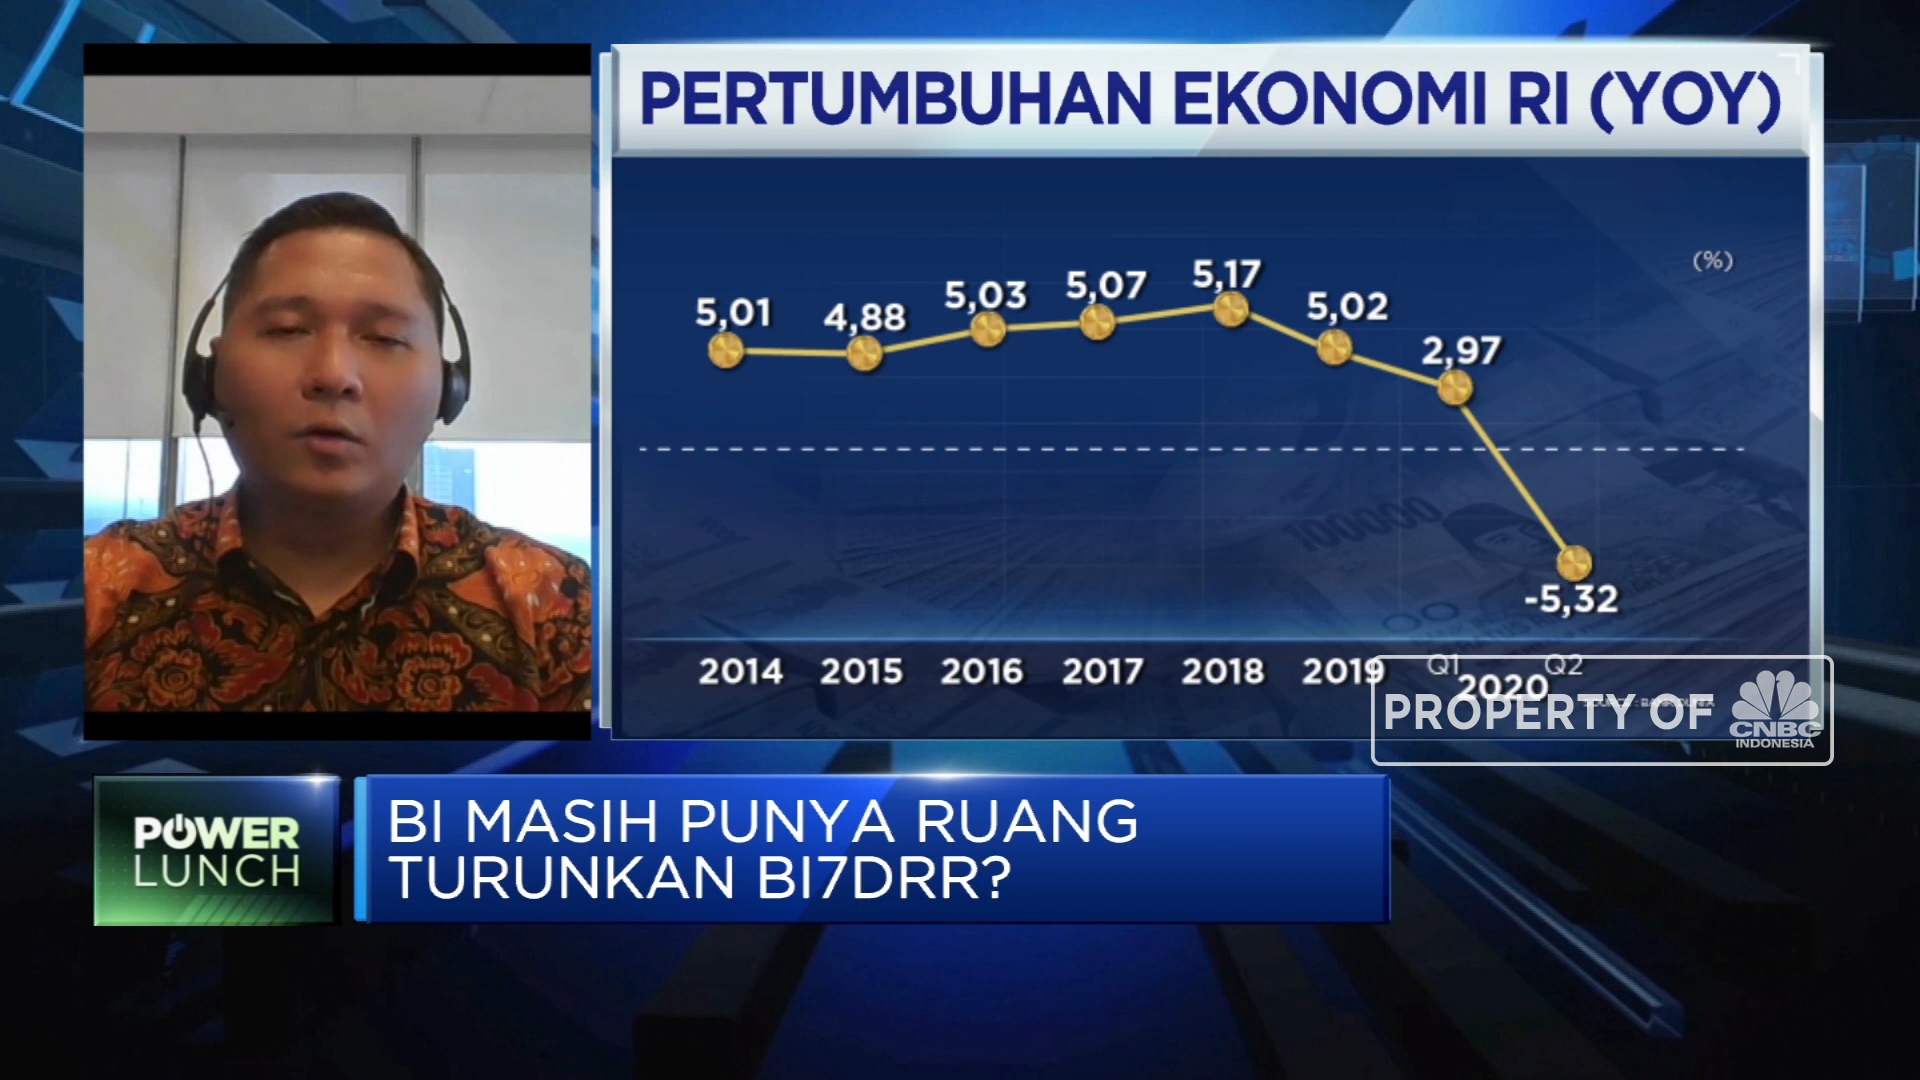 PERTUMBUHAN EKONOMI RI (YOY)
(%)
5,01
4,88
5,03
5,07
5,17
5,02
2,97
-5,32
100000
2014 2015 2016 2017 2018 2019 Q1 Q2
2020
PROPERTY OF CNBC
INDONESIA
POWER
LUNCH
BI MASIH PUNYA RUANG
TURUNKAN BI7DRR?